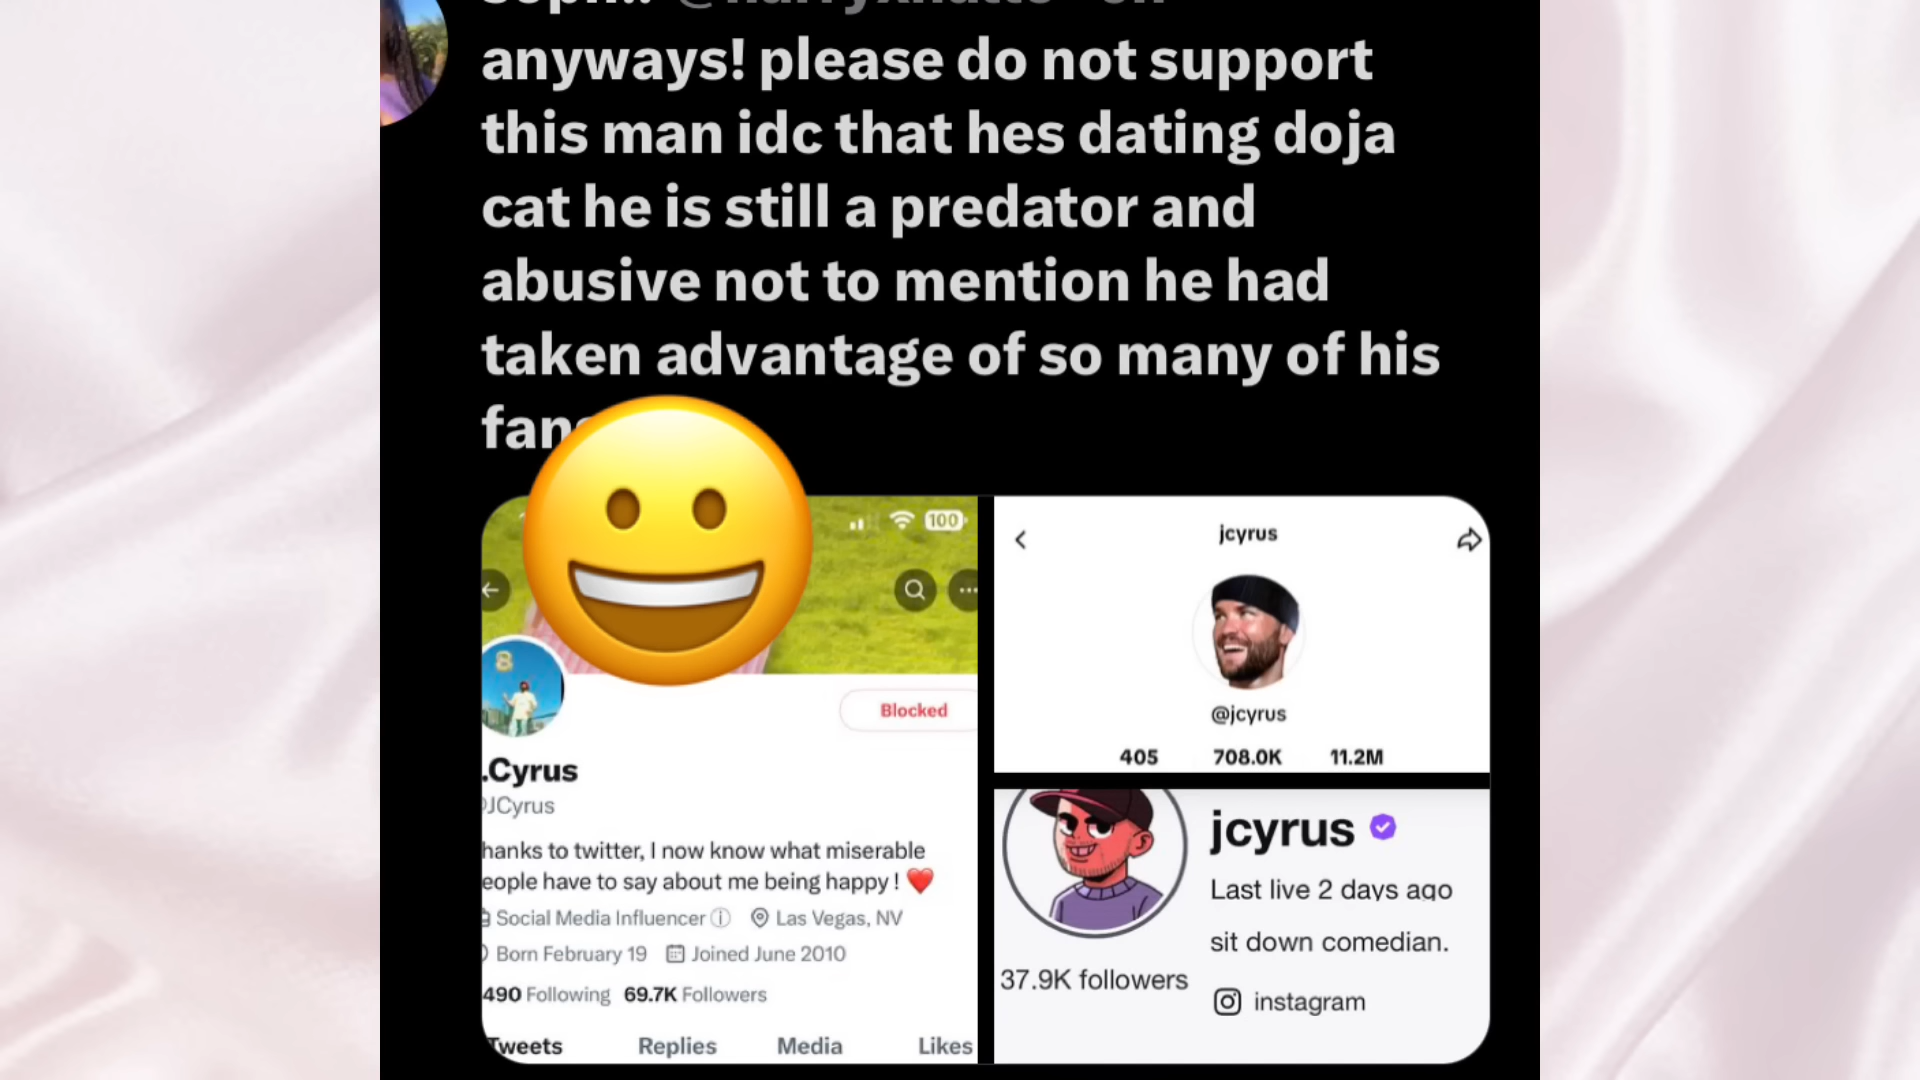 anyways! please do not support
this man idc that hes dating doja
cat he is still a predator and
abusive not to mention he had
taken advantage of so many of his
100
Blocked
.Cyrus
JCyrus
hanks to twitter, I now know what miserable
eople have to say about me being happy ! ❤️
Social Media Influencer ⓘ Las Vegas, NV
Born February 19 Joined June 2010
490 Following 69.7K Followers
Tweets Replies Media Likes
jcyrus
@jcyrus
405 708.0K 11.2M
jcyrus
Last live 2 days ago
sit down comedian.
37.9K followers
instagram